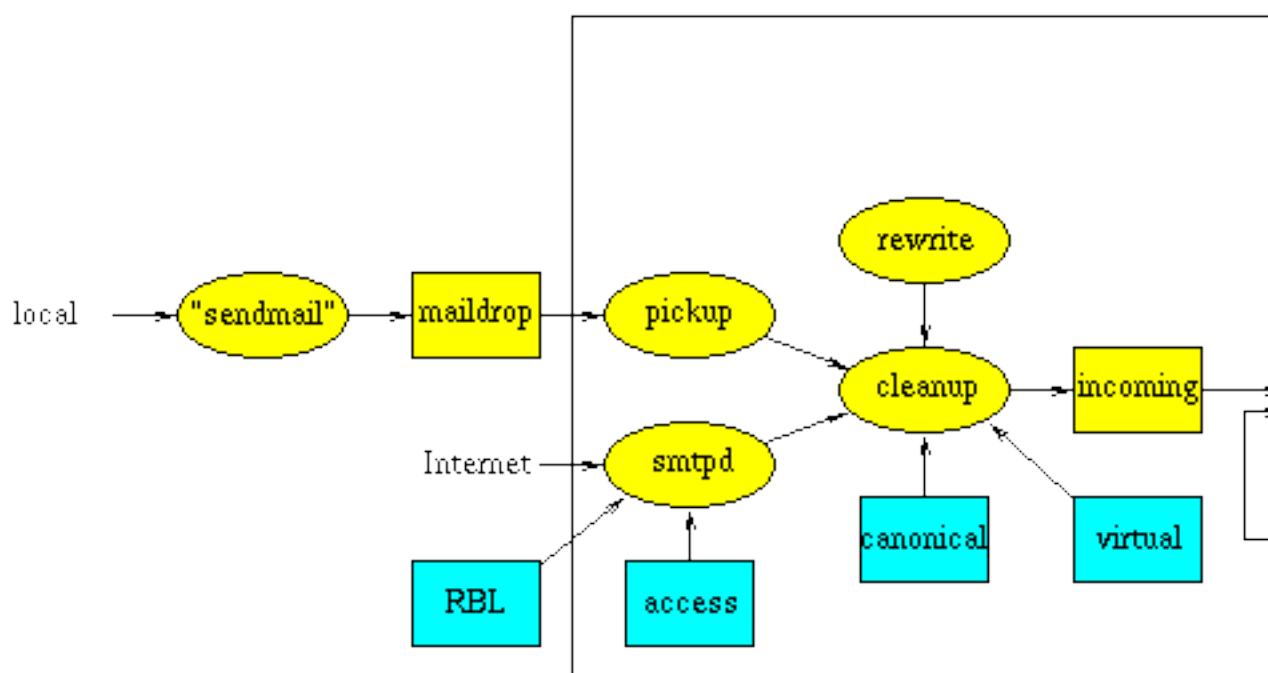 rewrite
local
"sendmail"
maildrop
pickup
cleanup
incoming
Internet
smtpd
canonical
virtual
RBL
access